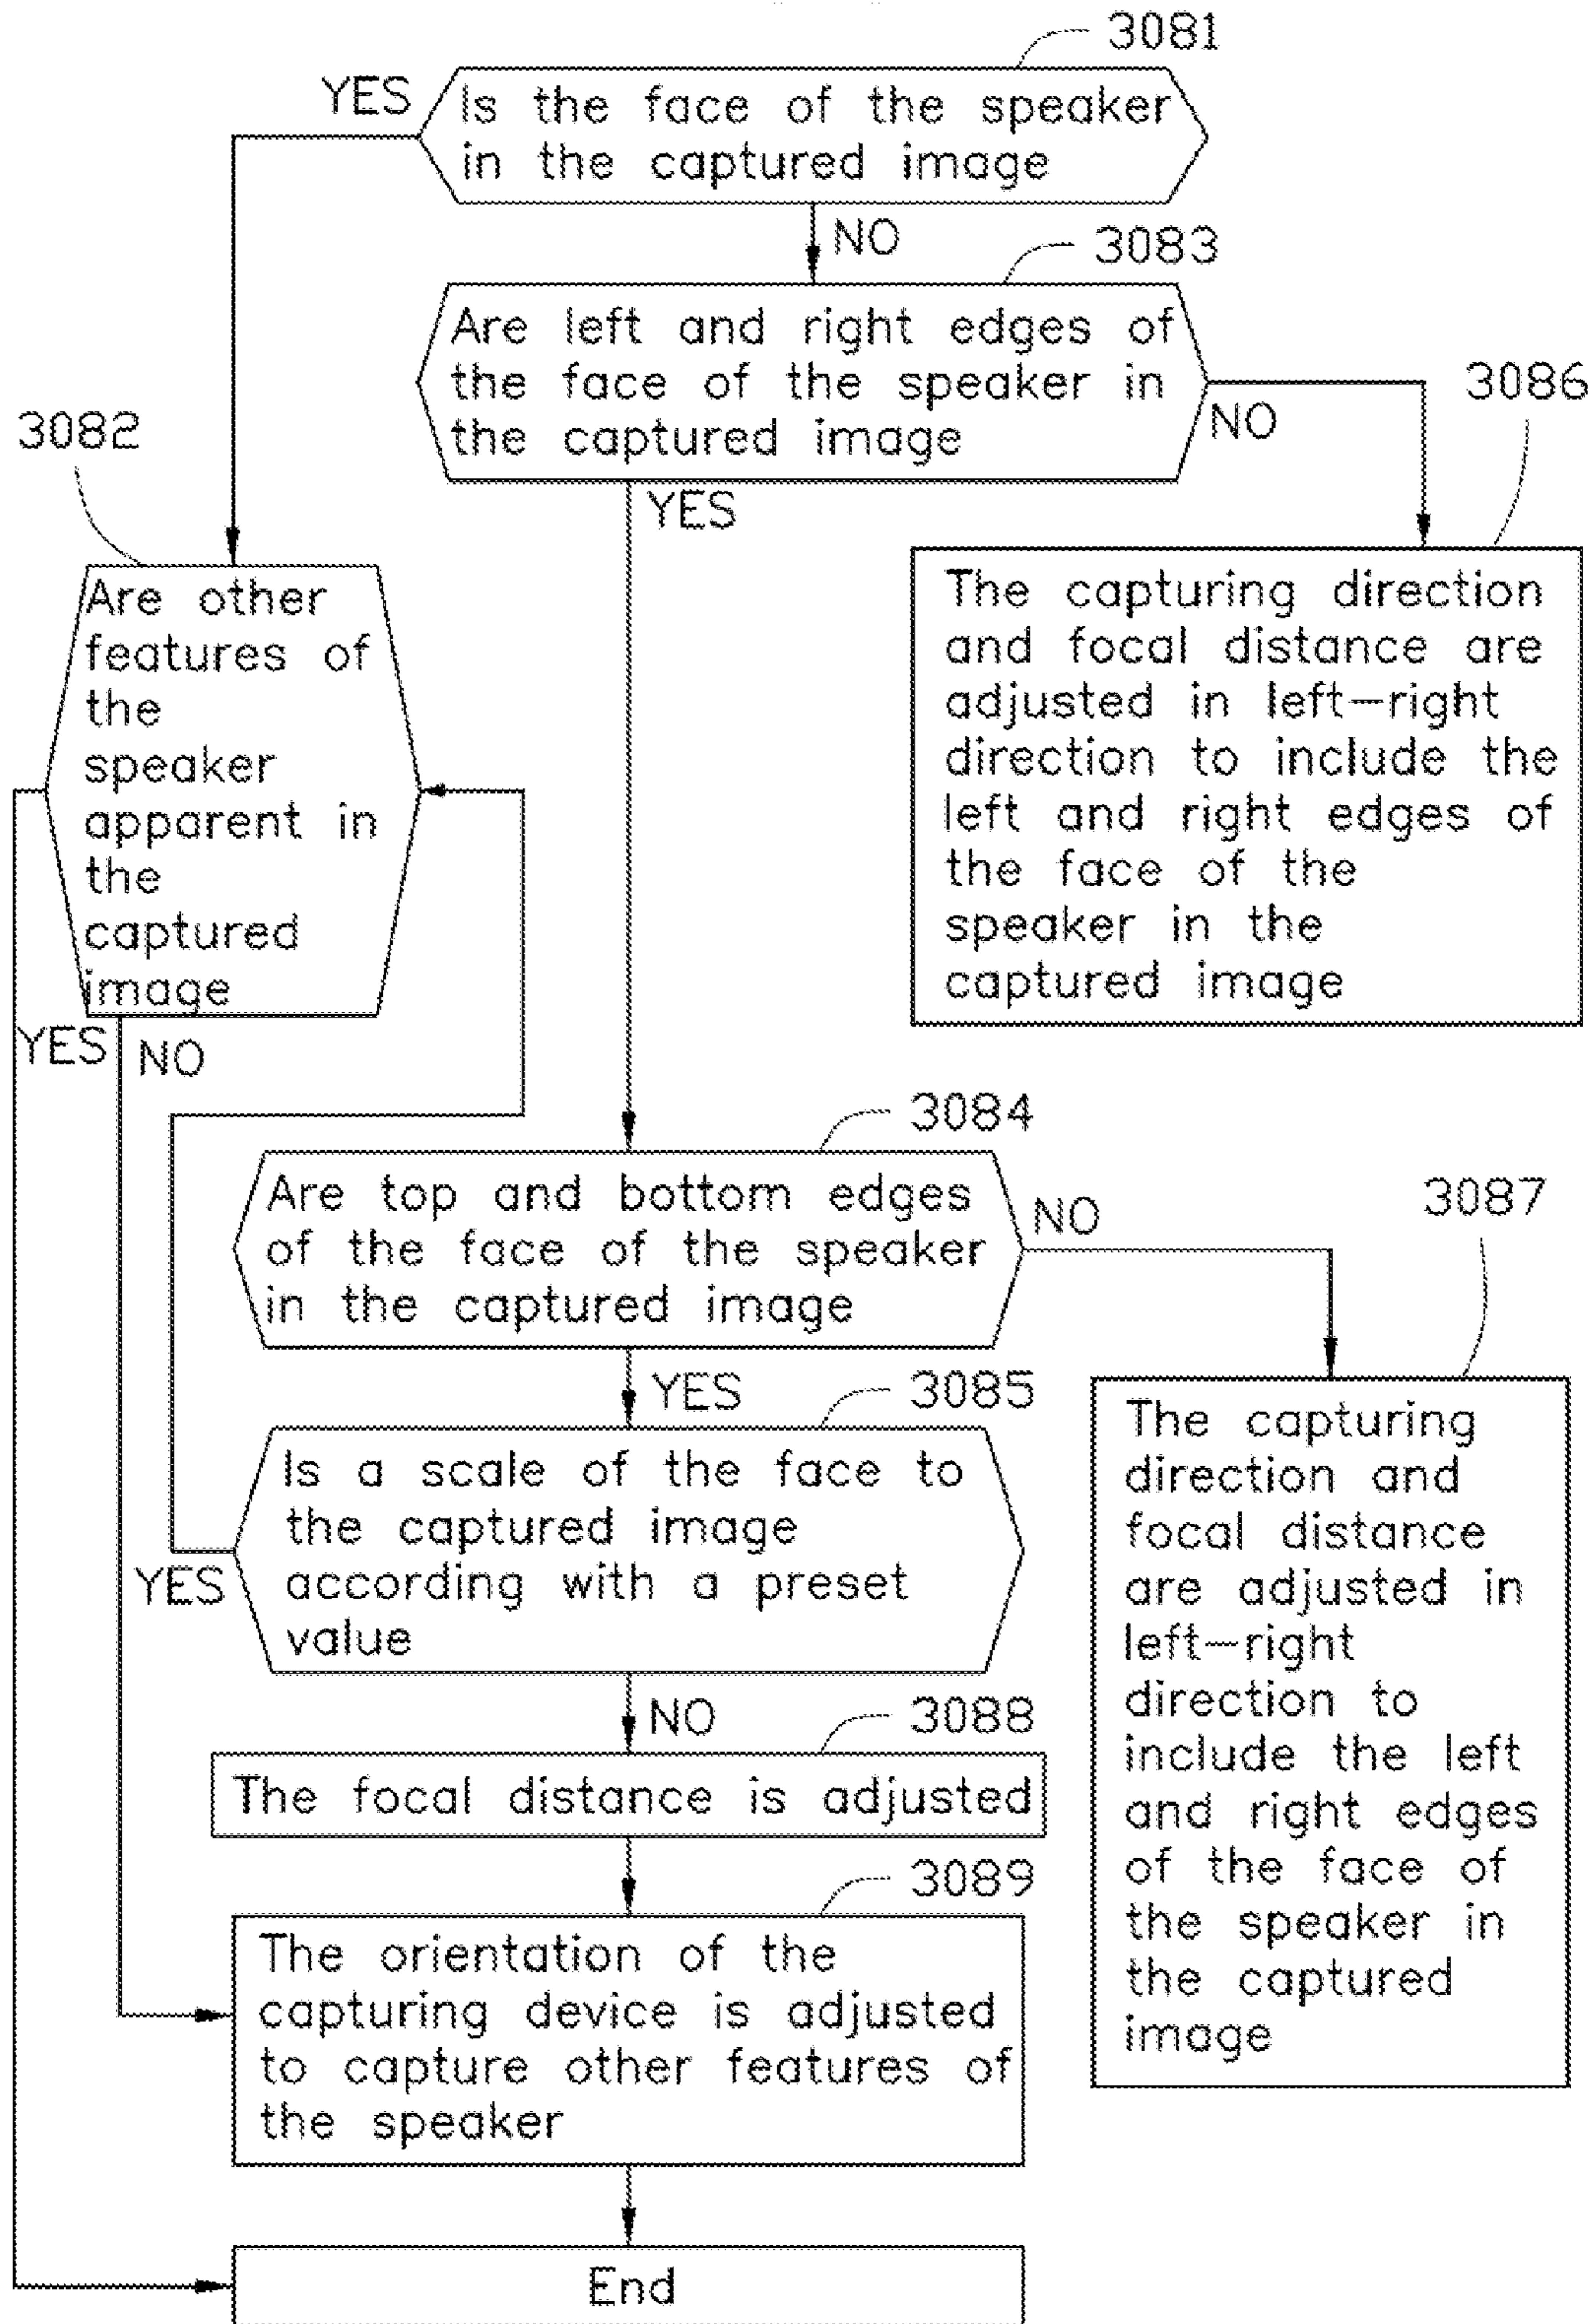 3081
YES
Is the face of the speaker
in the captured image
NO
3083
Are left and right edges of
the face of the speaker in
the captured image
NO
3086
YES
3082
Are other
features of
the
speaker
apparent in
the
captured
image
YES
NO
The capturing direction
and focal distance are
adjusted in left—right
direction to include the
left and right edges of
the face of the
speaker in the
captured image
3084
Are top and bottom edges
of the face of the speaker
in the captured image
NO
3087
YES
3085
Is a scale of the face to
the captured image
according with a preset
value
YES
NO
The capturing
direction and
focal distance
are adjusted in
left—right
direction to
include the left
and right edges
of the face of
the speaker in
the captured
image
3088
The focal distance is adjusted
3089
The orientation of the
capturing device is adjusted
to capture other features of
the speaker
End